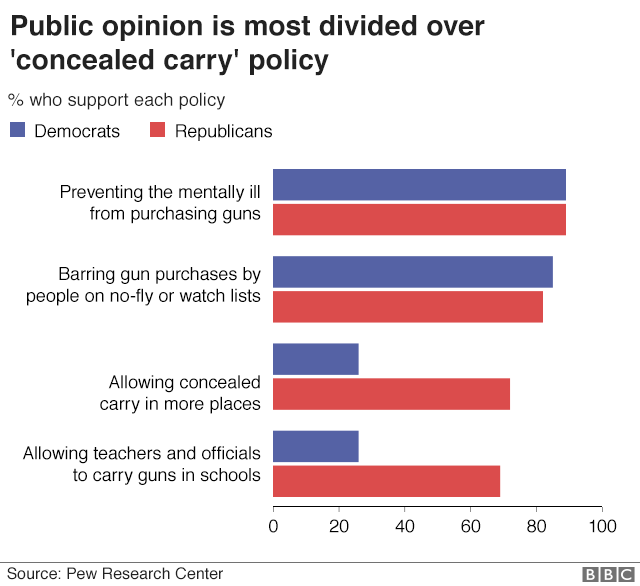 Public opinion is most divided over
'concealed carry' policy
% who support each policy
Democrats Republicans
Preventing the mentally ill
from purchasing guns
Barring gun purchases by
people on no-fly or watch lists
Allowing concealed
carry in more places
Allowing teachers and officials
to carry guns in schools
0 20 40 60 80 100
Source: Pew Research Center
BBC